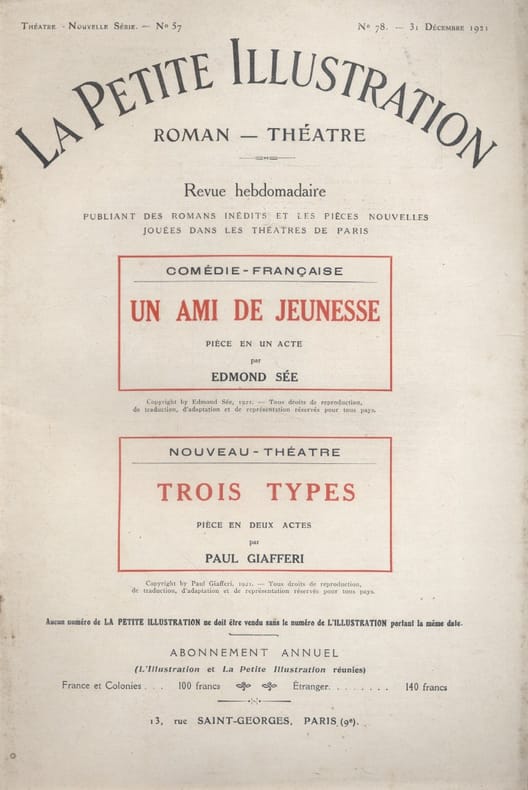 Théatre - Nouvelle Série. — No 57
No 78. — 31 Décembre 1921
LA PETITE ILLUSTRATION
ROMAN — THÉATRE
Revue hebdomadaire
PUBLIANT DES ROMANS INÉDITS ET LES PIÈCES NOUVELLES
JOUÉES DANS LES THÉATRES DE PARIS
COMÉDIE-FRANÇAISE
UN AMI DE JEUNESSE
PIÈCE EN UN ACTE
par
EDMOND SÉE
Copyright by Edmond Sée, 1921. — Tous droits de reproduction,
de traduction, d'adaptation et de représentation réservés pour tous pays.
NOUVEAU-THÉATRE
TROIS TYPES
PIÈCE EN DEUX ACTES
par
PAUL GIAFFERI
Copyright by Paul Giafferi, 1921. — Tous droits de reproduction,
de traduction, d'adaptation et de représentation réservés pour tous pays.
Aucun numéro de LA PETITE ILLUSTRATION ne doit être vendu sans le numéro de L'ILLUSTRATION portant la même date.
ABONNEMENT ANNUEL
(L'Illustration et La Petite Illustration réunies)
France et Colonies . . . 100 francs Étranger. . . . . . . . 140 francs
13, rue SAINT-GEORGES, PARIS (9e).